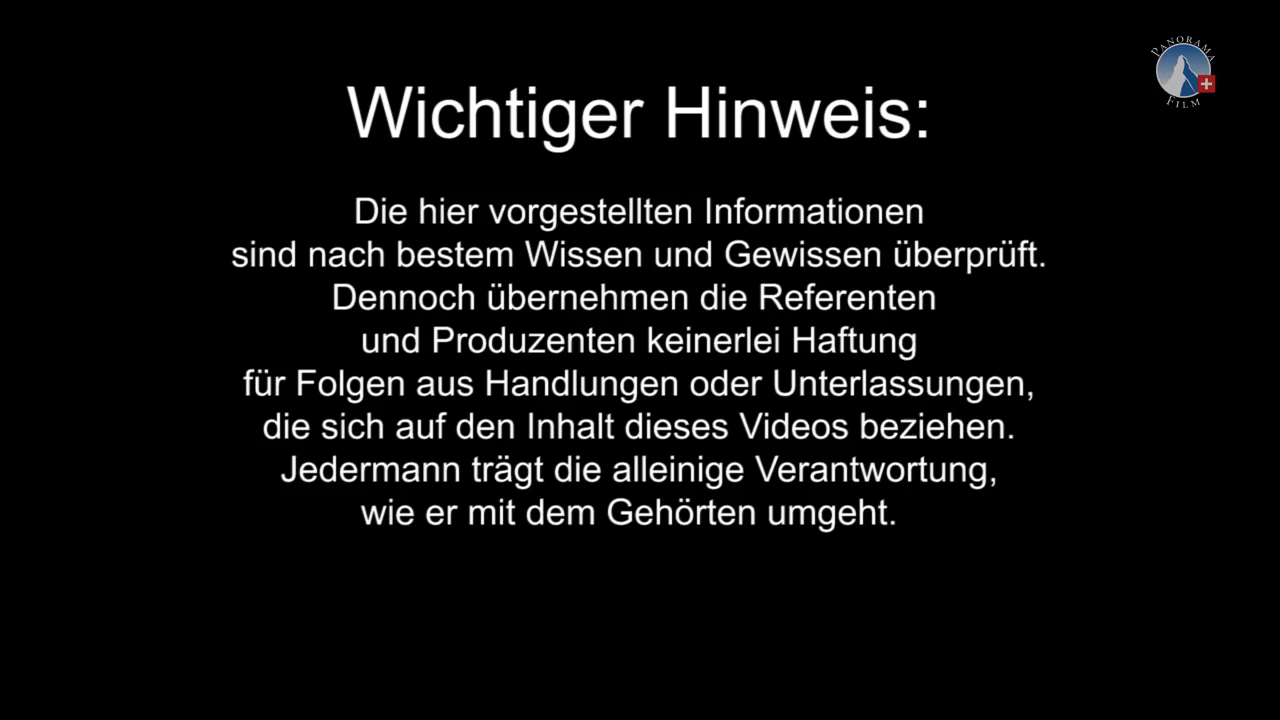 PANORAMA
FILM
Wichtiger Hinweis:
Die hier vorgestellten Informationen
sind nach bestem Wissen und Gewissen überprüft.
Dennoch übernehmen die Referenten
und Produzenten keinerlei Haftung
für Folgen aus Handlungen oder Unterlassungen,
die sich auf den Inhalt dieses Videos beziehen.
Jedermann trägt die alleinige Verantwortung,
wie er mit dem Gehörten umgeht.